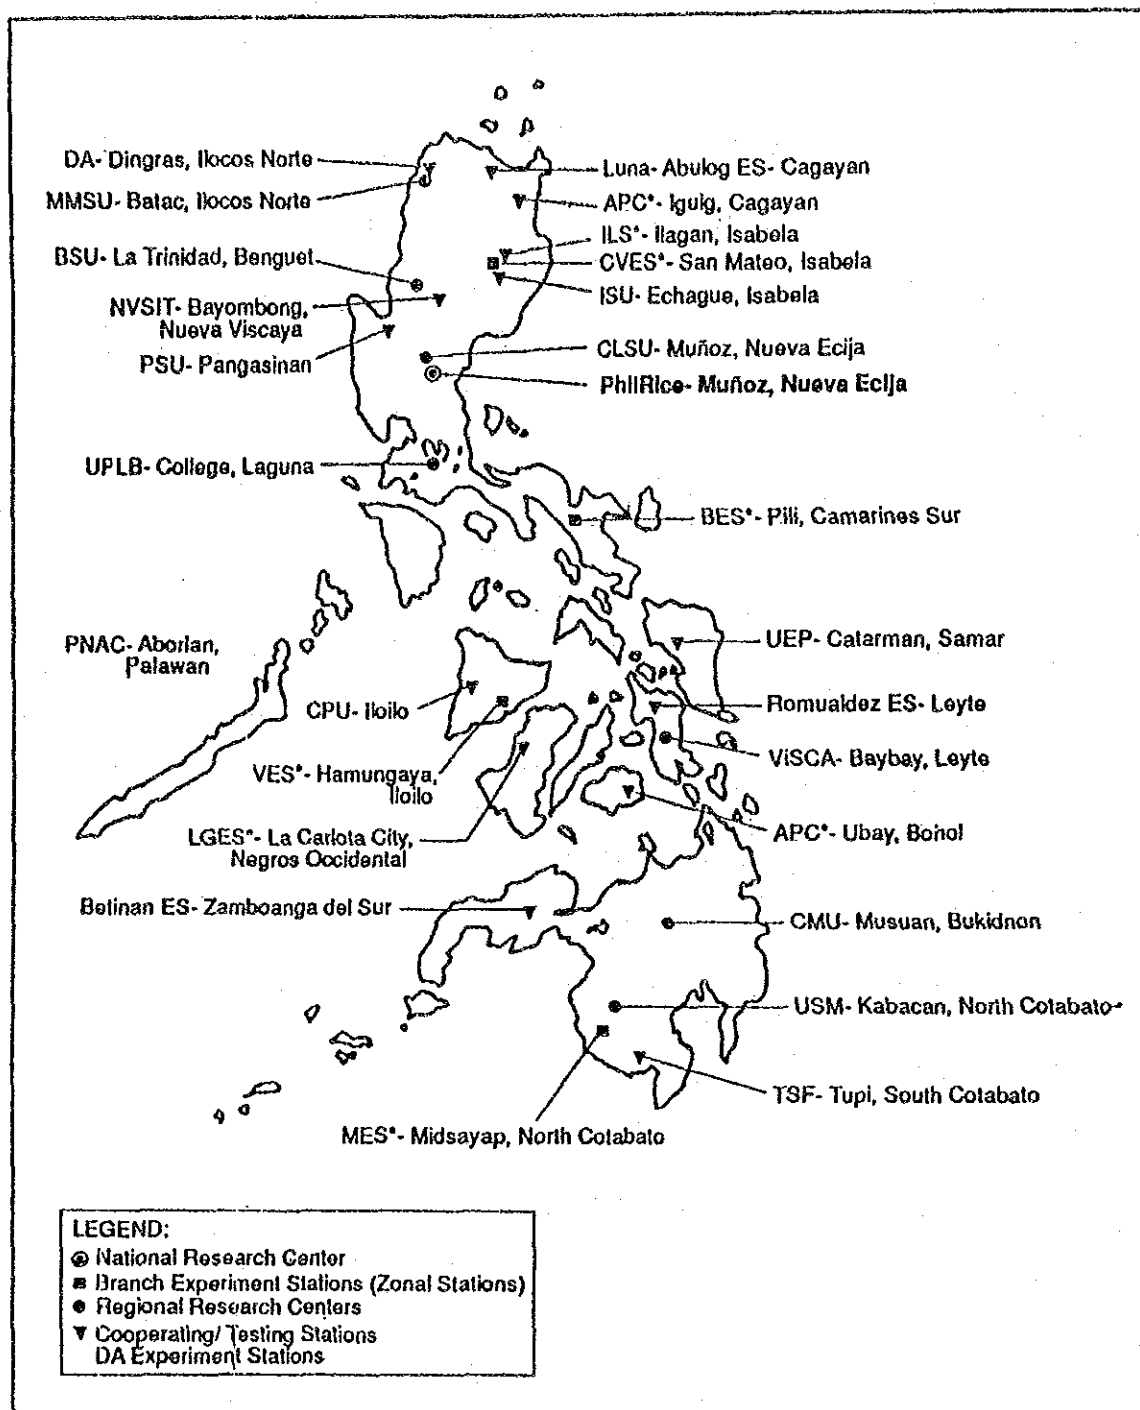 DA- Dingras, Ilocos Norte
MMSU- Batac, Ilocos Norte
BSU- La Trinidad, Benguet
NVSIT- Bayombong,
Nueva Viscaya
PSU- Pangasinan
UPLB- College, Laguna
Luna- Abulog ES- Cagayan
APC*- Iguig, Cagayan
ILS*- Ilagan, Isabela
CVES*- San Mateo, Isabela
ISU- Echague, Isabela
CLSU- Muñoz, Nueva Ecija
PhilRice- Muñoz, Nueva Ecija
BES*- Pili, Camarines Sur
PNAC- Aborlan,
Palawan
CPU- Iloilo
VES*- Hamungaya,
Iloilo
LGES*- La Carlota City,
Negros Occidental
Betinan ES- Zamboanga del Sur
UEP- Catarman, Samar
Romualdez ES- Leyte
ViSCA- Baybay, Leyte
APC*- Ubay, Bohol
CMU- Musuan, Bukidnon
USM- Kabacan, North Cotabato
TSF- Tupi, South Cotabato
MES*- Midsayap, North Cotabato
LEGEND:
National Research Center
Branch Experiment Stations (Zonal Stations)
Regional Research Centers
Cooperating/ Testing Stations
DA Experiment Stations